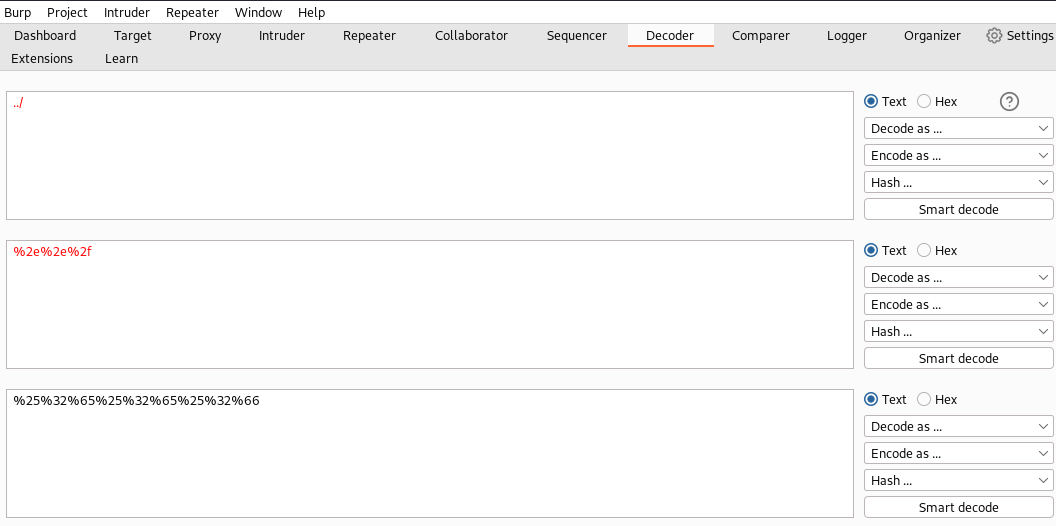 Burp Project Intruder Repeater Window Help
Dashboard Target Proxy Intruder Repeater Collaborator Sequencer Decoder Comparer Logger Organizer Settings
Extensions Learn
../
Text Hex ?
Decode as ...
Encode as ...
Hash ...
Smart decode
%2e%2e%2f
Text Hex
Decode as ...
Encode as ...
Hash ...
Smart decode
%25%32%65%25%32%65%25%32%66
Text Hex
Decode as ...
Encode as ...
Hash ...
Smart decode